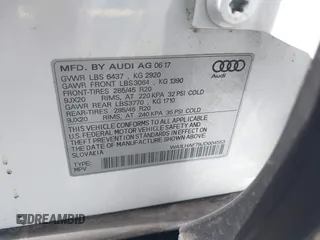 MFD. BY AUDI AG 06 17
GVWR LBS 6437 , KG 2920
GAWR FRONT LBS 3064 , KG 1390
FRONT-TIRES: 285/45 R20
9JX20 RIMS, AT 220 KPA 32 PSI COLD
GAWR REAR LBS3770 , KG 1710
REAR-TIRES: 285/45 R20
9JX20 RIMS, AT 240 KPA 35 PSI COLD
THIS VEHICLE CONFORMS TO ALL APPLICABLE
FEDERAL MOTOR VEHICLE SAFETY, BUMPER AND
THEFT PREVENTION STANDARDS IN EFFECT ON THE
DATE OF MANUFACTURE SHOWN ABOVE.
SLOVAKIA
TYPE:
MPV
Audi
DAMAGEBID